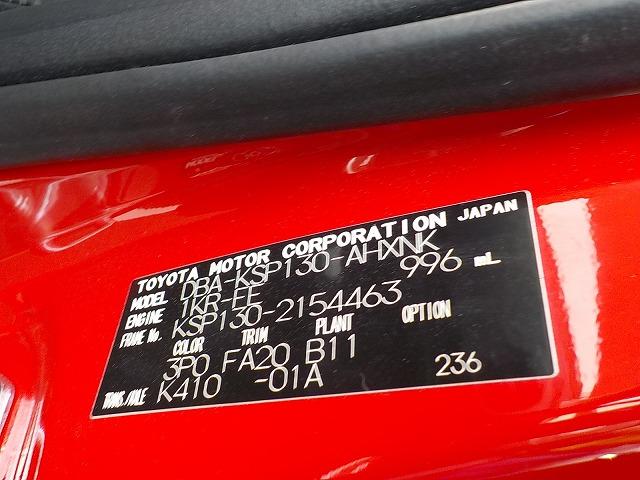 TOYOTA MOTOR CORPORATION JAPAN
MODEL DBA-KSP130-AHXNK
ENGINE 1KR-FE 996 mL
FRAME No. KSP130-2154463
COLOR TRIM PLANT OPTION
3P0 FA20 B11
TRANS./AXLE K410 -01A 236